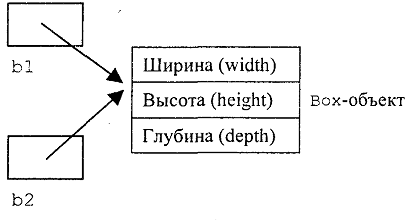 b1
Ширина (width)
Высота (height)
Box-объект
Глубина (depth)
b2